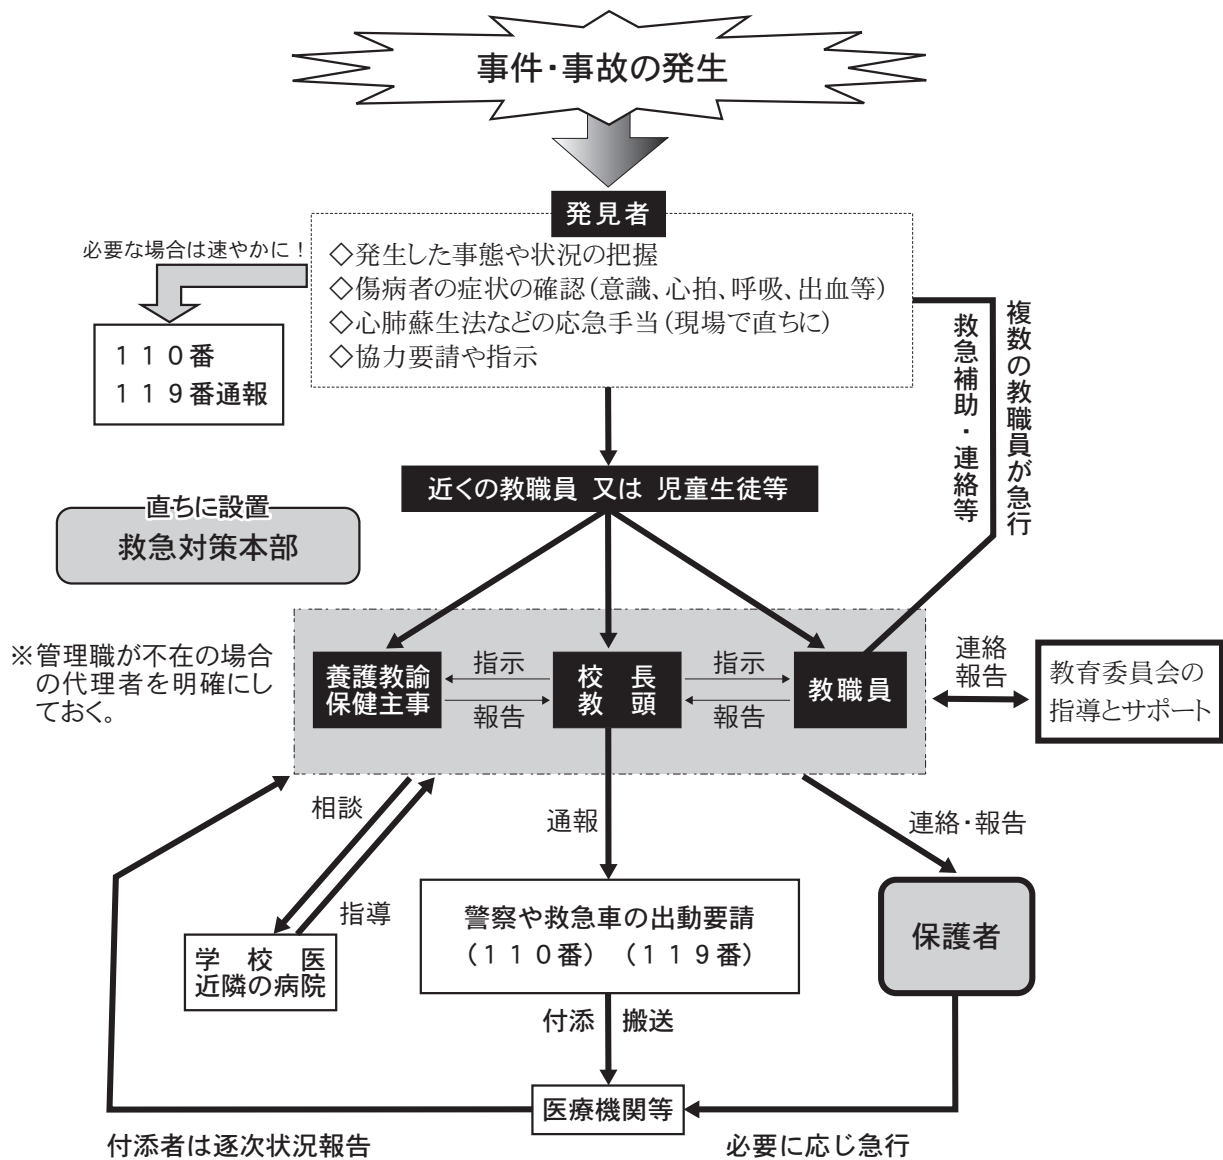 事件・事故の発生
発見者
必要な場合は速やかに！
◇発生した事態や状況の把握
◇傷病者の症状の確認（意識、心拍、呼吸、出血等）
◇心肺蘇生法などの応急手当（現場で直ちに）
◇協力要請や指示
１１０番
１１９番通報
複数の教職員が急行
救急補助・連絡等
近くの教職員 又は 児童生徒等
直ちに設置
救急対策本部
※管理職が不在の場合
の代理者を明確にし
ておく。
養護教諭
保健主事
指示
報告
校　長
教　頭
指示
報告
教職員
連絡
報告
教育委員会の
指導とサポート
相談
指導
通報
連絡・報告
学　校　医
近隣の病院
警察や救急車の出動要請
（１１０番）（１１９番）
保護者
付添
搬送
医療機関等
付添者は逐次状況報告
必要に応じ急行